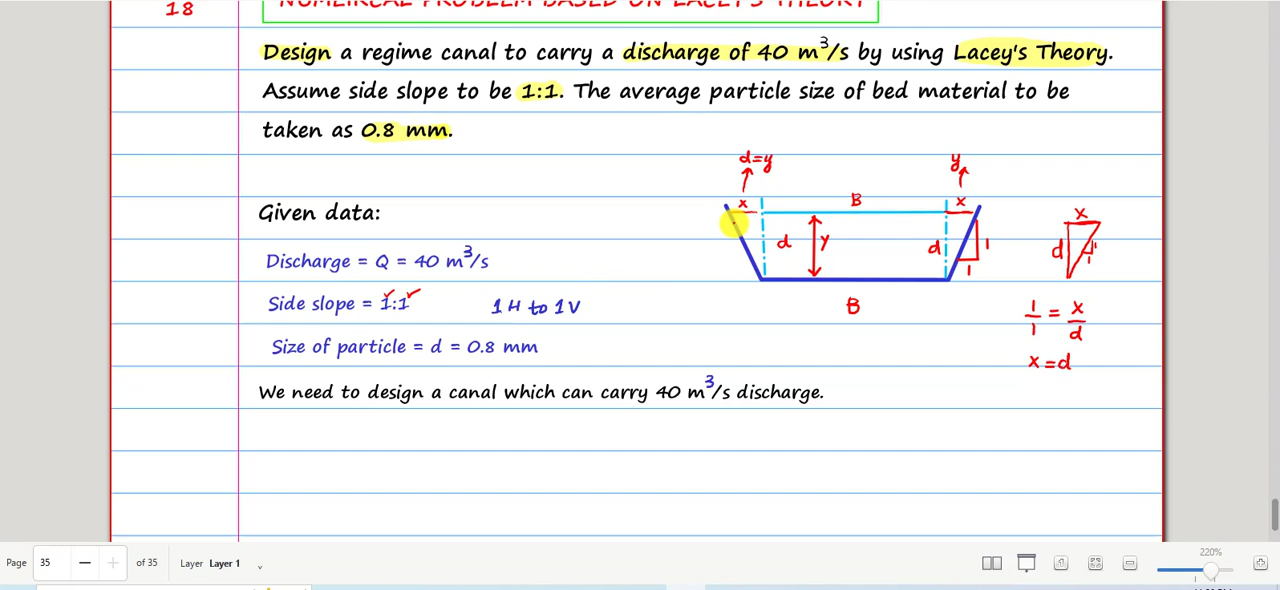 18
NUMEIRCAL PROBLEM BASED ON LACEY'S THEORY
Design a regime canal to carry a discharge of 40 m³/s by using Lacey's Theory.
Assume side slope to be 1:1. The average particle size of bed material to be
taken as 0.8 mm.
d=y
y
x
B
x
x
Given data:
d
y
d
1
1
d
1
1
Discharge = Q = 40 m³/s
Side slope = 1:1
1 H to 1 V
B
1/1 = x/d
Size of particle = d = 0.8 mm
x = d
We need to design a canal which can carry 40 m³/s discharge.
Page 35 of 35 Layer Layer 1
220%